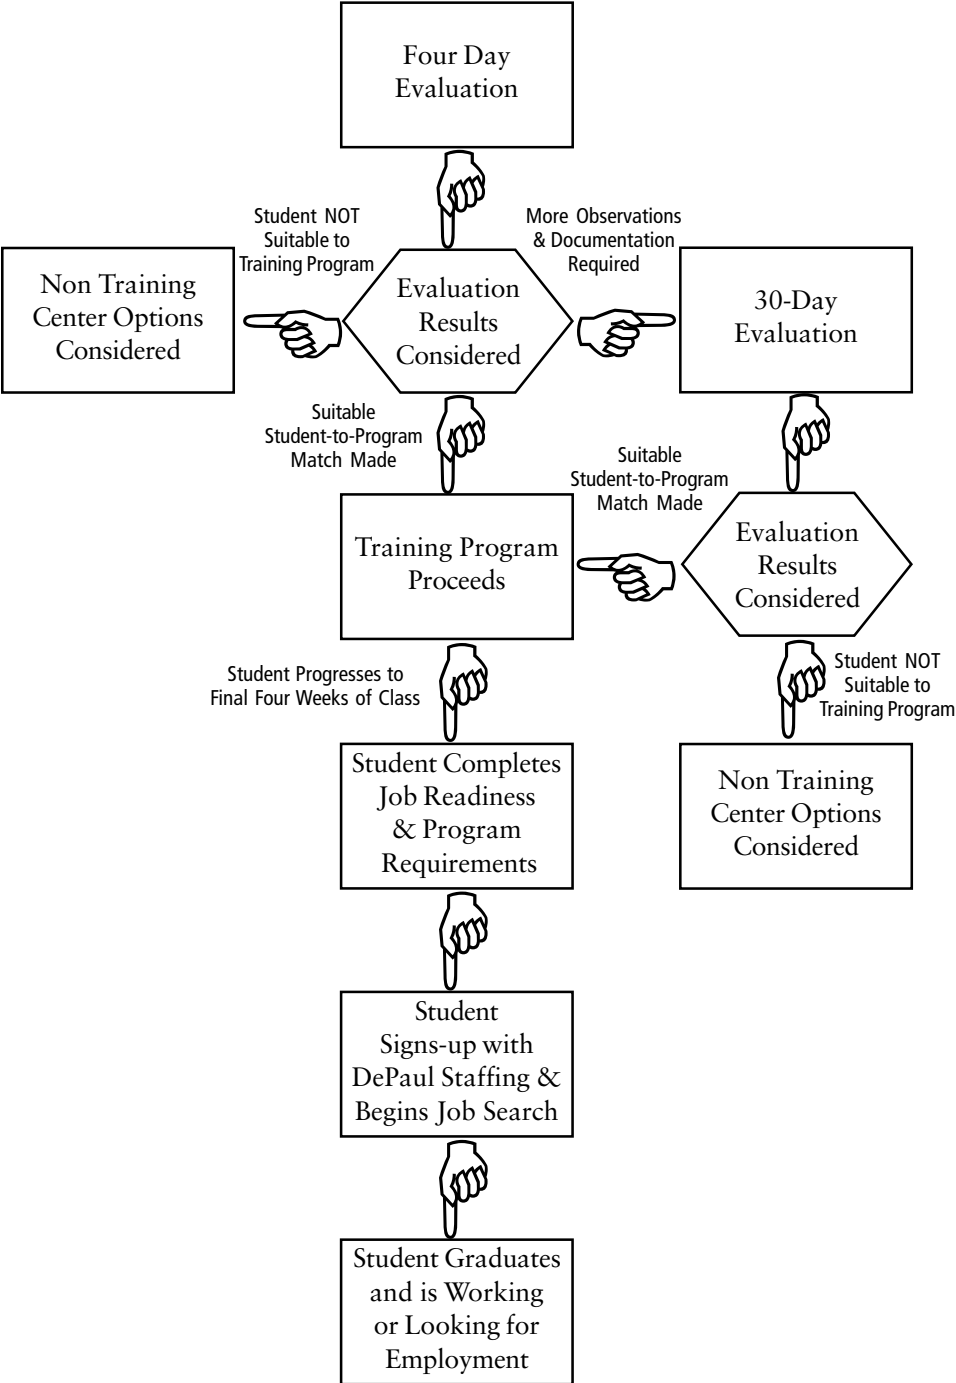 Four Day
Evaluation
Student NOT
Suitable to
Training Program
More Observations
& Documentation
Required
Non Training
Center Options
Considered
Evaluation
Results
Considered
30-Day
Evaluation
Suitable
Student-to-Program
Match Made
Suitable
Student-to-Program
Match Made
Training Program
Proceeds
Evaluation
Results
Considered
Student Progresses to
Final Four Weeks of Class
Student NOT
Suitable to
Training Program
Student Completes
Job Readiness
& Program
Requirements
Non Training
Center Options
Considered
Student
Signs-up with
DePaul Staffing &
Begins Job Search
Student Graduates
and is Working
or Looking for
Employment